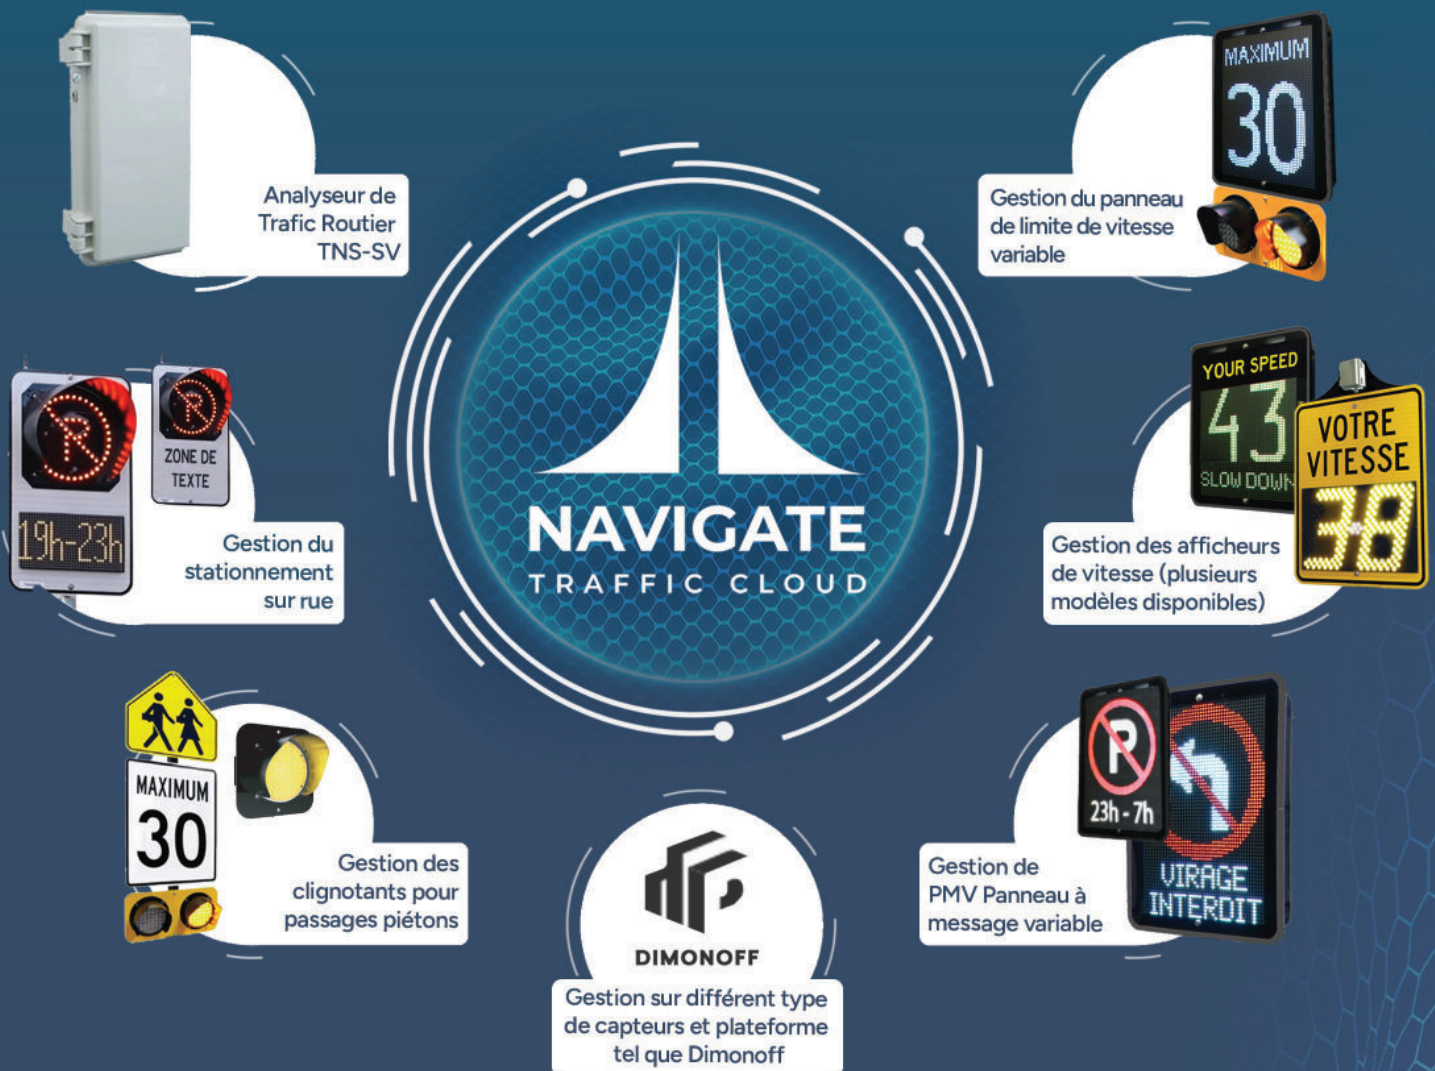 Analyseur de
Trafic Routier
TNS-SV
MAXIMUM
30
Gestion du panneau
de limite de vitesse
variable
P
19h-23h
P
ZONE DE
TEXTE
Gestion du
stationnement
sur rue
NAVIGATE
TRAFFIC CLOUD
YOUR SPEED
43
SLOW DOWN
VOTRE
VITESSE
38
Gestion des afficheurs
de vitesse (plusieurs
modèles disponibles)
MAXIMUM
30
Gestion des
clignotants pour
passages piétons
DIMONOFF
Gestion sur différent type
de capteurs et plateforme
tel que Dimonoff
P
23h - 7h
VIRAGE
INTERDIT
Gestion de
PMV Panneau à
message variable